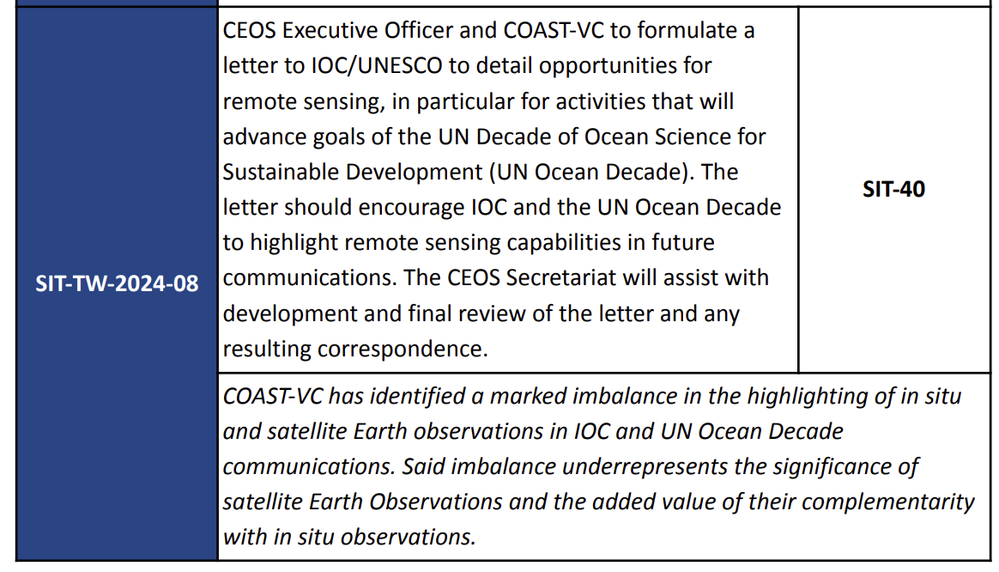 SIT-TW-2024-08
CEOS Executive Officer and COAST-VC to formulate a
letter to IOC/UNESCO to detail opportunities for
remote sensing, in particular for activities that will
advance goals of the UN Decade of Ocean Science for
Sustainable Development (UN Ocean Decade). The
letter should encourage IOC and the UN Ocean Decade
to highlight remote sensing capabilities in future
communications. The CEOS Secretariat will assist with
development and final review of the letter and any
resulting correspondence.
SIT-40
COAST-VC has identified a marked imbalance in the highlighting of in situ
and satellite Earth observations in IOC and UN Ocean Decade
communications. Said imbalance underrepresents the significance of
satellite Earth Observations and the added value of their complementarity
with in situ observations.